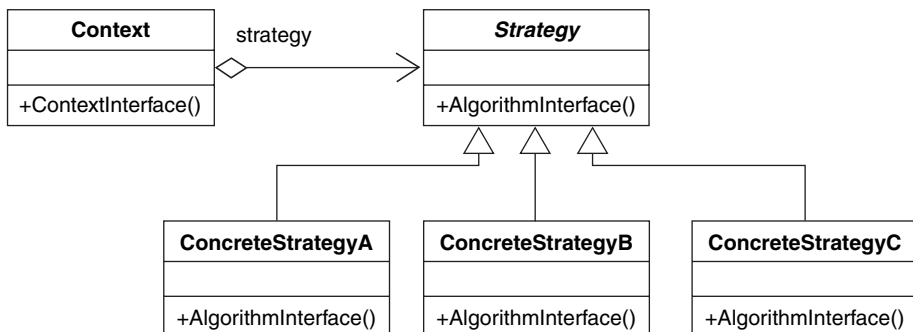 Context
strategy
Strategy
+ContextInterface()
+AlgorithmInterface()
ConcreteStrategyA
ConcreteStrategyB
ConcreteStrategyC
+AlgorithmInterface()
+AlgorithmInterface()
+AlgorithmInterface()